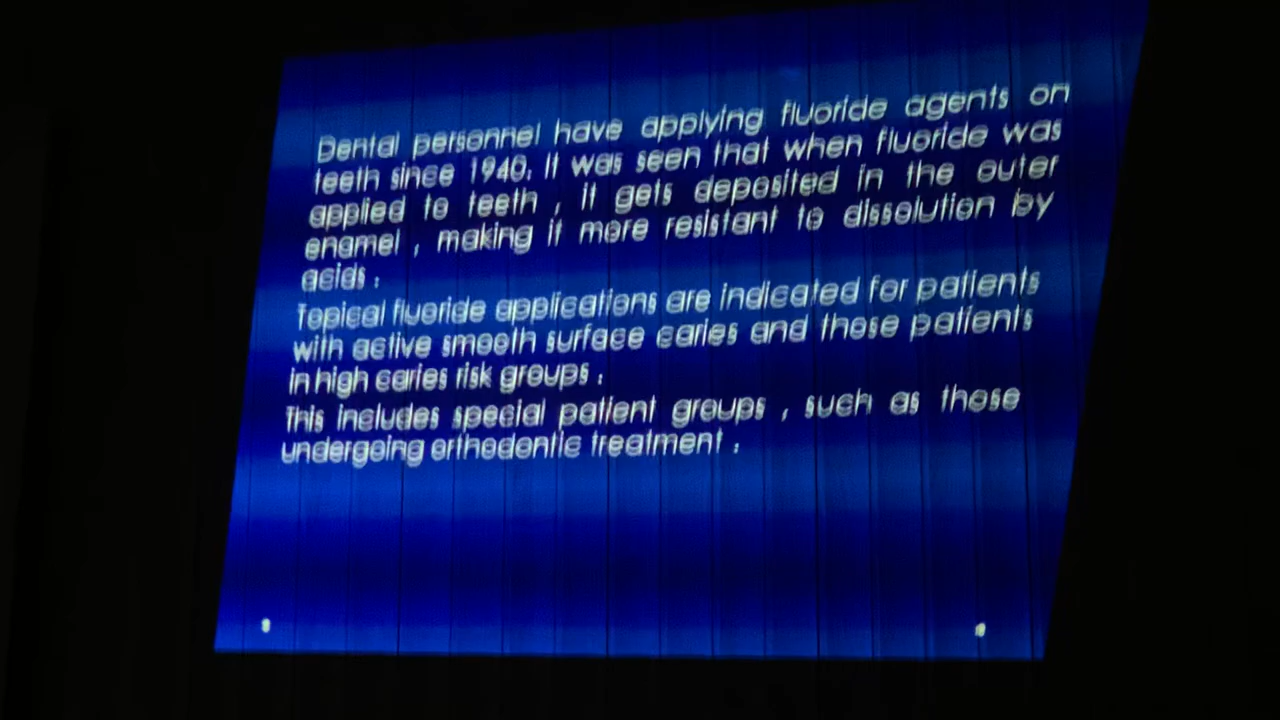 Dental personnel have applying fluoride agents on
teeth since 1940. It was seen that when fluoride was
applied to teeth , it gets deposited in the outer
enamel , making it more resistant to dissolution by
acids .
Topical fluoride applications are indicated for patients
with active smooth surface caries and those patients
in high caries risk groups .
This includes special patient groups , such as those
undergoing orthodontic treatment .